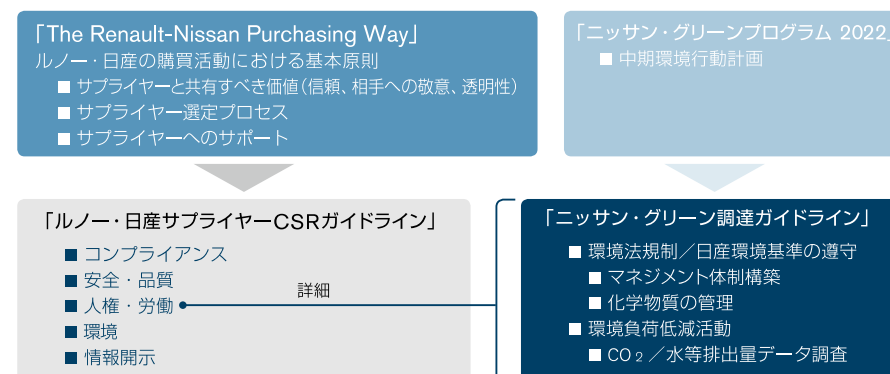 「The Renault-Nissan Purchasing Way」
ルノー・日産の購買活動における基本原則
■ サプライヤーと共有すべき価値（信頼、相手への敬意、透明性）
■ サプライヤー選定プロセス
■ サプライヤーへのサポート
「ニッサン・グリーンプログラム 2022」
■ 中期環境行動計画
「ルノー・日産サプライヤーCSRガイドライン」
■ コンプライアンス
■ 安全・品質
■ 人権・労働
■ 環境
■ 情報開示
詳細
「ニッサン・グリーン調達ガイドライン」
■ 環境法規制／日産環境基準の遵守
■ マネジメント体制構築
■ 化学物質の管理
■ 環境負荷低減活動
■ CO₂／水等排出量データ調査